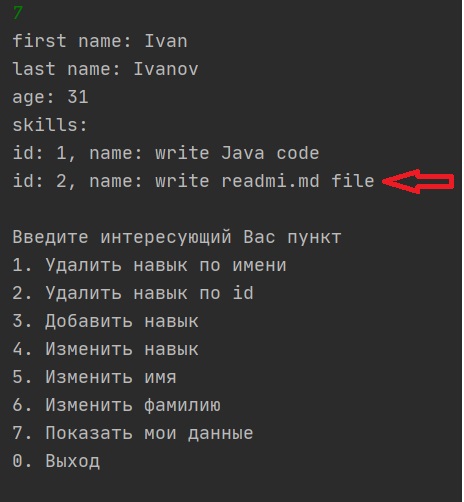 7
first name: Ivan
last name: Ivanov
age: 31
skills:
id: 1, name: write Java code
id: 2, name: write readmi.md file
Введите интересующий Вас пункт
1. Удалить навык по имени
2. Удалить навык по id
3. Добавить навык
4. Изменить навык
5. Изменить имя
6. Изменить фамилию
7. Показать мои данные
0. Выход